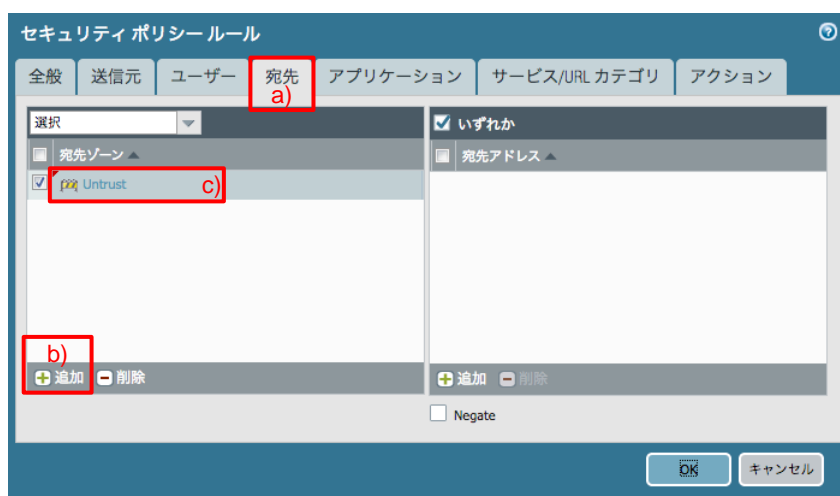 セキュリティ ポリシー ルール
全般 送信元 ユーザー 宛先 アプリケーション サービス/URL カテゴリ アクション
a)
選択 いずれか
宛先ゾーン 宛先アドレス
Untrust c)
b)
追加 削除 追加 削除
Negate
OK キャンセル